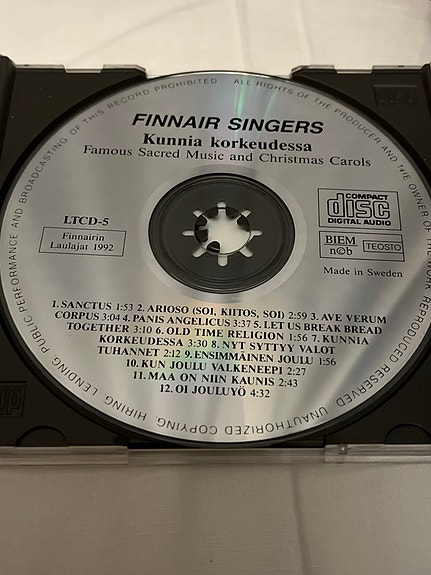 FINNAIR SINGERS
Kunnia korkeudessa
Famous Sacred Music and Christmas Carols
LTCD-5
Finnairin
Laulajat 1992
COMPACT
disc
DIGITAL AUDIO
BIEM
n©b
TEOSTO
Made in Sweden
1. SANCTUS 1:53 2. ARIOSO (SOI, KIITOS, SOI) 2:59 3. AVE VERUM
CORPUS 3:04 4. PANIS ANGELICUS 3:37 5. LET US BREAK BREAD
TOGETHER 3:10 6. OLD TIME RELIGION 1:56 7. KUNNIA
KORKEUDESSA 3:30 8. NYT SYTTYY VALOT
TUHANNET 2:12 9. ENSIMMÄINEN JOULU 1:56
10. KUN JOULU VALKENEEPI 2:27
11. MAA ON NIIN KAUNIS 2:43
12. OI JOULUYÖ 4:32
ALL RIGHTS OF THE PRODUCER AND THE OWNER OF THE WORK REPRODUCED RESERVED. UNAUTHORIZED COPYING, HIRING, LENDING, PUBLIC PERFORMANCE AND BROADCASTING OF THIS RECORD PROHIBITED